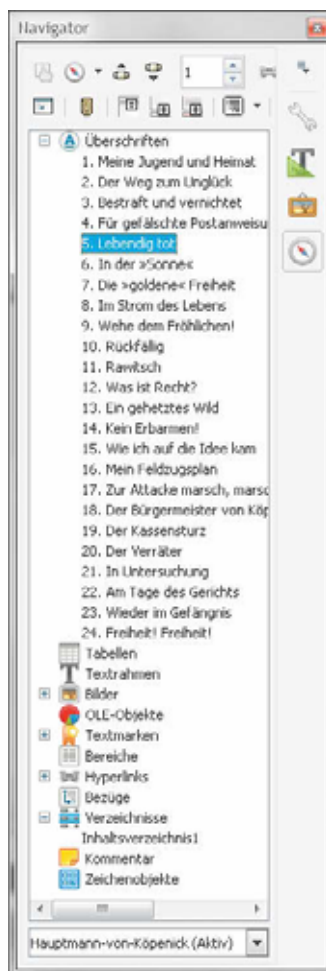 Navigator
1
Überschriften
1. Meine Jugend und Heimat
2. Der Weg zum Unglück
3. Bestraft und vernichtet
4. Für gefälschte Postanweisu
5. Lebendig tot
6. In der »Sonne«
7. Die »goldene« Freiheit
8. Im Strom des Lebens
9. Wehe dem Fröhlichen!
10. Rückfällig
11. Rawitsch
12. Was ist Recht?
13. Ein gehetztes Wild
14. Kein Erbarmen!
15. Wie ich auf die Idee kam
16. Mein Feldzugsplan
17. Zur Attacke marsch, marsc
18. Der Bürgermeister von Köp
19. Der Kassensturz
20. Der Verräter
21. In Untersuchung
22. Am Tage des Gerichts
23. Wieder im Gefängnis
24. Freiheit! Freiheit!
Tabellen
Textrahmen
Bilder
OLE-Objekte
Textmarken
Bereiche
Hyperlinks
Bezüge
Verzeichnisse
Inhaltsverzeichnis1
Kommentar
Zeichenobjekte
Hauptmann-von-Köpenick (Aktiv)